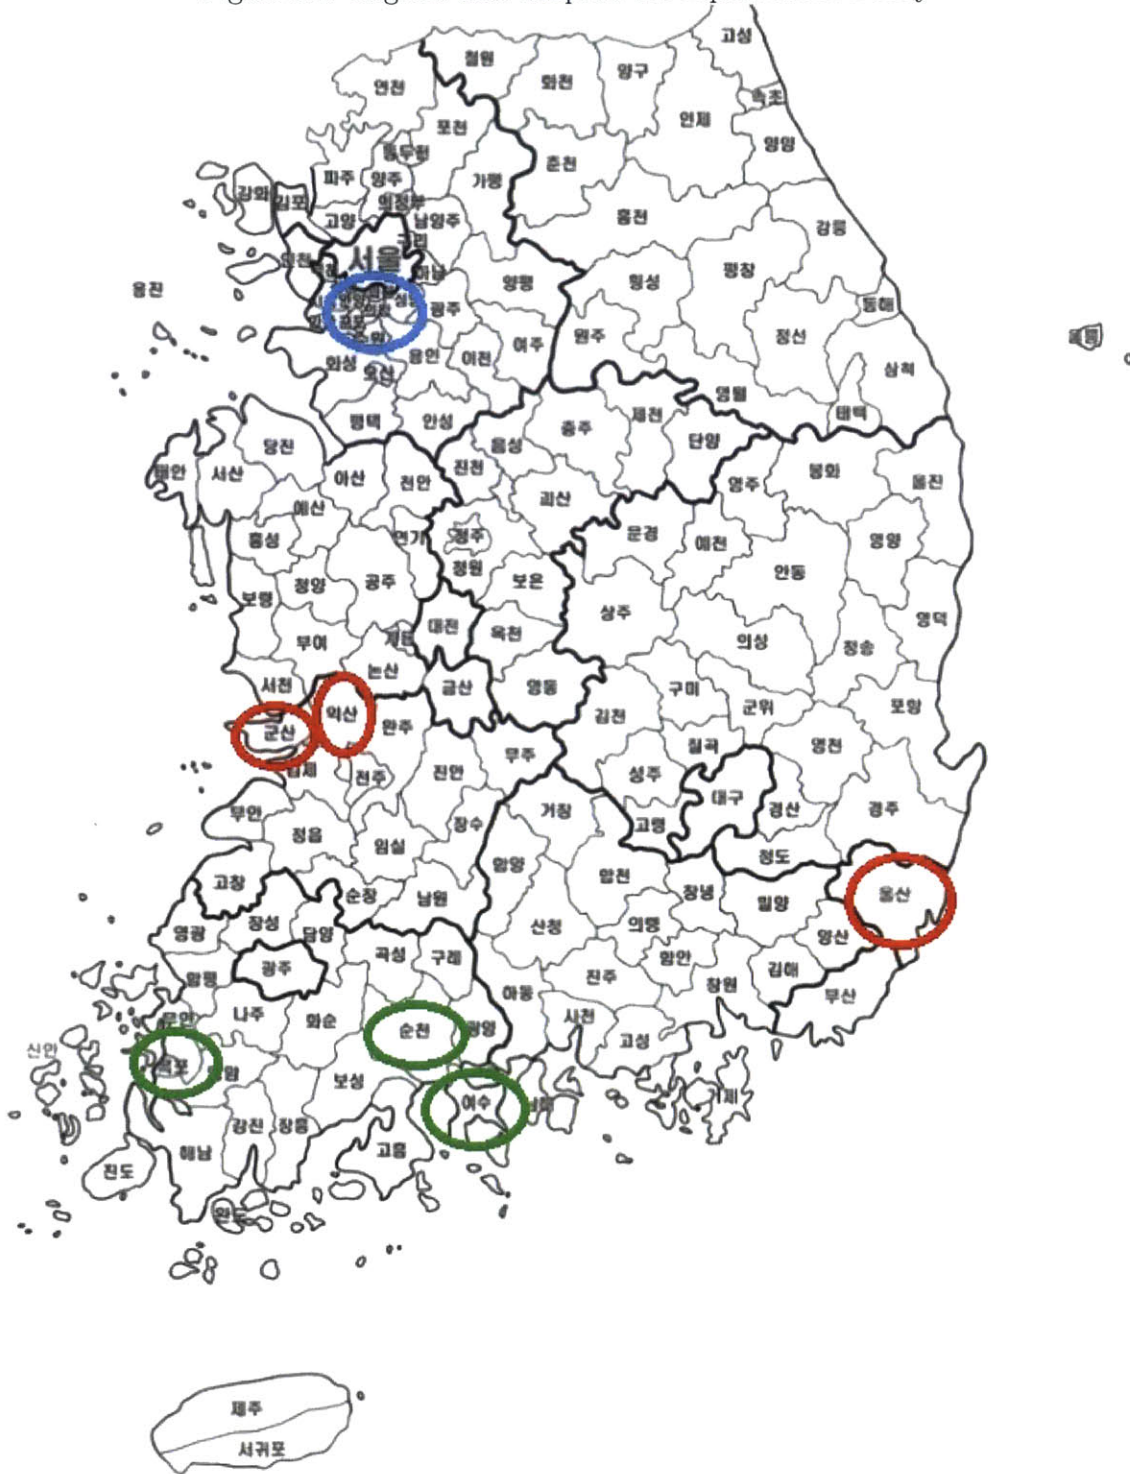 고성
철원
화천
양구
연천
속초
인제
포천
양양
동두천
춘천
파주
양주
가평
강화
김포
의정부
고양
남양주
홍천
강릉
구리
인천
서울
하남
평창
횡성
양평
옹진
광주
동해
정선
원주
울릉
여주
용인
이천
화성
오산
삼척
영월
태백
평택
안성
제천
충주
단양
음성
당진
태안
서산
아산
천안
진천
봉화
울진
영주
괴산
예산
문경
예천
영양
홍성
연기
청주
청원
안동
보은
청양
공주
보령
상주
영덕
대전
옥천
부여
의성
청송
논산
서천
금산
영동
구미
군위
포항
익산
김천
군산
완주
칠곡
영천
무주
전주
진안
성주
대구
부안
거창
경산
경주
장수
고령
정읍
임실
청도
함양
합천
고창
창녕
울산
순창
남원
밀양
장성
산청
의령
영광
담양
양산
곡성
구례
함안
광주
김해
함평
진주
창원
하동
부산
나주
화순
사천
무안
순천
광양
고성
신안
목포
보성
여수
강진
장흥
고흥
해남
진도
완도
제주
서귀포